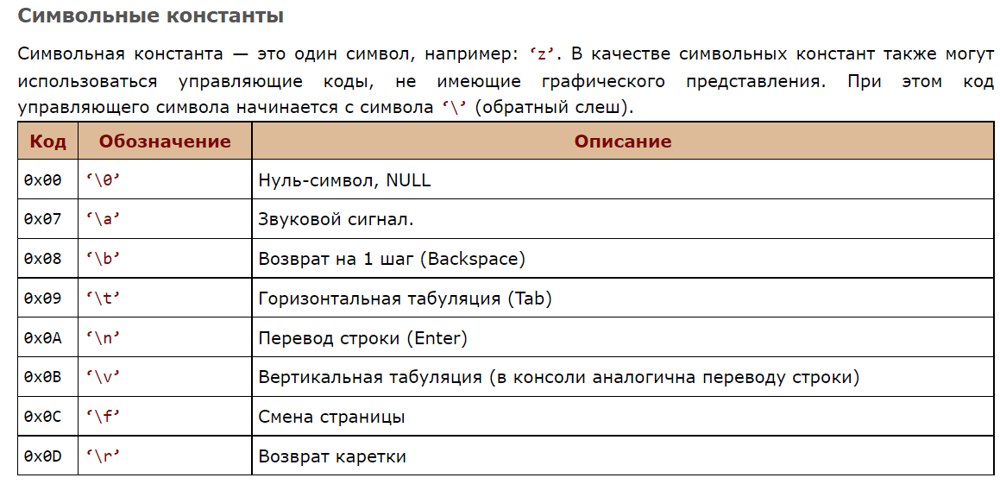 Символьные константы
Символьная константа — это один символ, например: ‘z’. В качестве символьных констант также могут
использоваться управляющие коды, не имеющие графического представления. При этом код
управляющего символа начинается с символа ‘\’ (обратный слеш).
Код Обозначение Описание
0x00 ‘\0’ Нуль-символ, NULL
0x07 ‘\a’ Звуковой сигнал.
0x08 ‘\b’ Возврат на 1 шаг (Backspace)
0x09 ‘\t’ Горизонтальная табуляция (Tab)
0x0A ‘\n’ Перевод строки (Enter)
0x0B ‘\v’ Вертикальная табуляция (в консоли аналогична переводу строки)
0x0C ‘\f’ Смена страницы
0x0D ‘\r’ Возврат каретки